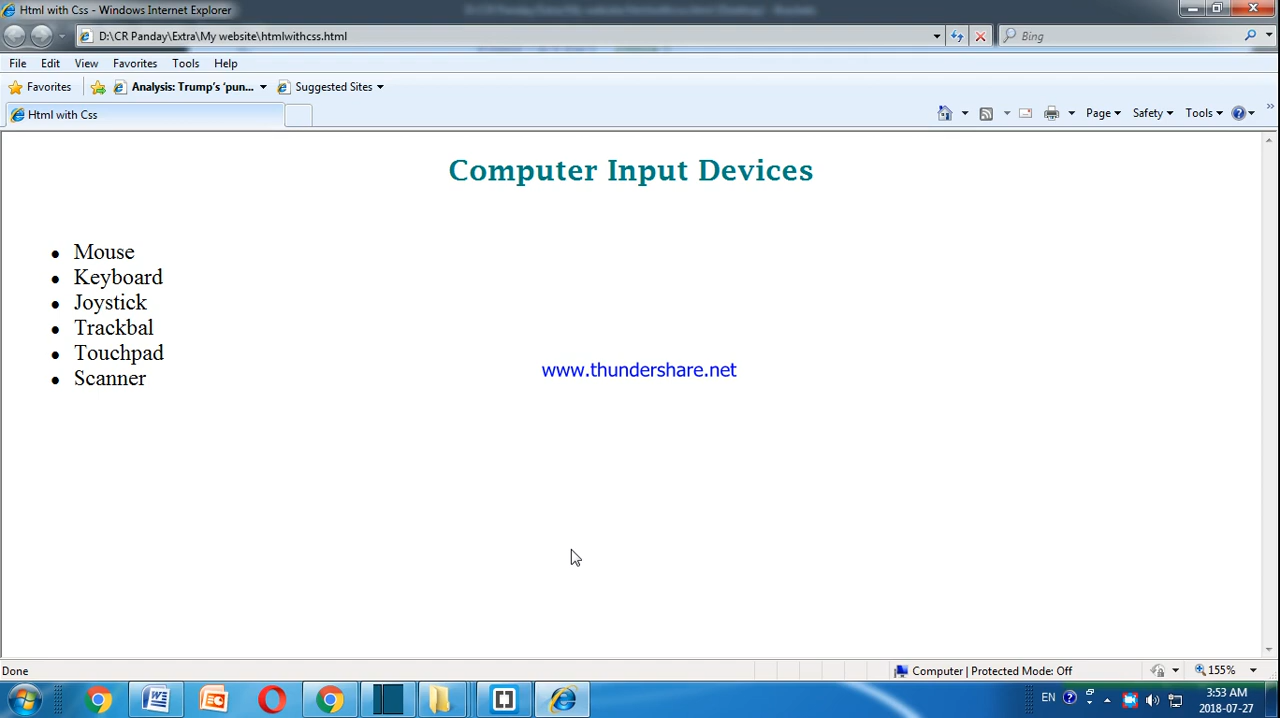 Html with Css - Windows Internet Explorer
D:\CR Panday\Extra\My website\htmlwithcss.html
Bing
File Edit View Favorites Tools Help
Favorites Analysis: Trump's 'pun... Suggested Sites
Html with Css
Page Safety Tools
Computer Input Devices
Mouse
Keyboard
Joystick
Trackbal
Touchpad
Scanner
www.thundershare.net
Done
Computer | Protected Mode: Off
155%
EN
3:53 AM
2018-07-27